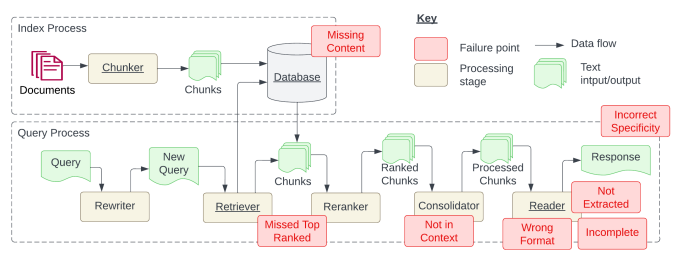 Index Process
Missing
Content
Chunker
Documents
Chunks
Database
Key
Failure point
Data flow
Processing
stage
Text
intput/output
Query Process
Incorrect
Specificity
Query
New
Query
Chunks
Ranked
Chunks
Processed
Chunks
Response
Rewriter
Retriever
Reranker
Consolidator
Reader
Missed Top
Ranked
Not in
Context
Not
Extracted
Wrong
Format
Incomplete